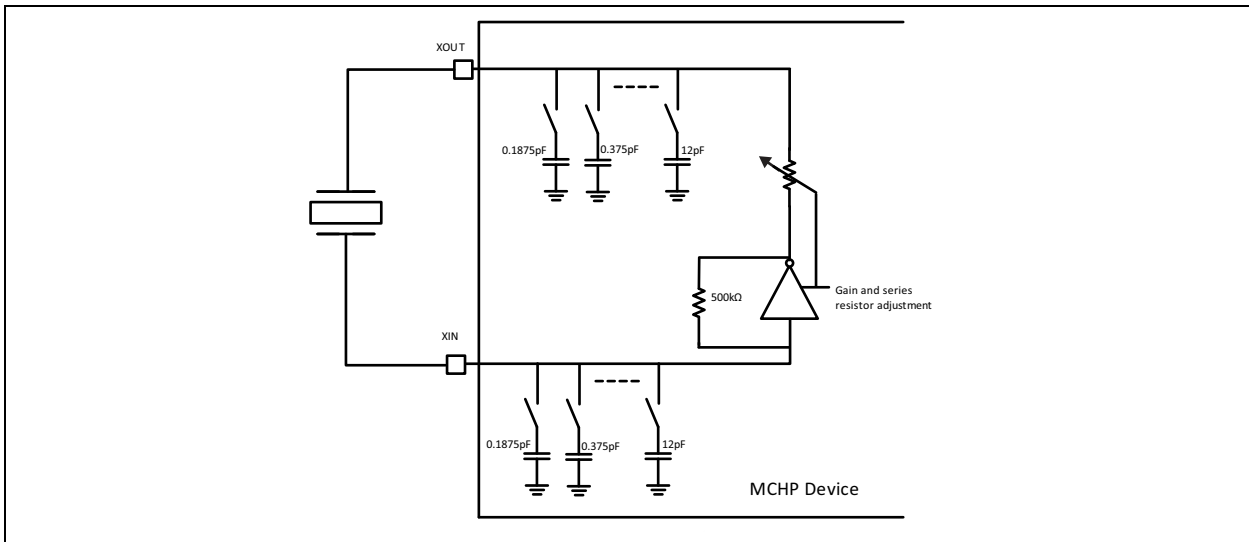 XOUT
0.1875pF
0.375pF
12pF
500kΩ
Gain and series
resistor adjustment
XIN
0.1875pF
0.375pF
12pF
MCHP Device